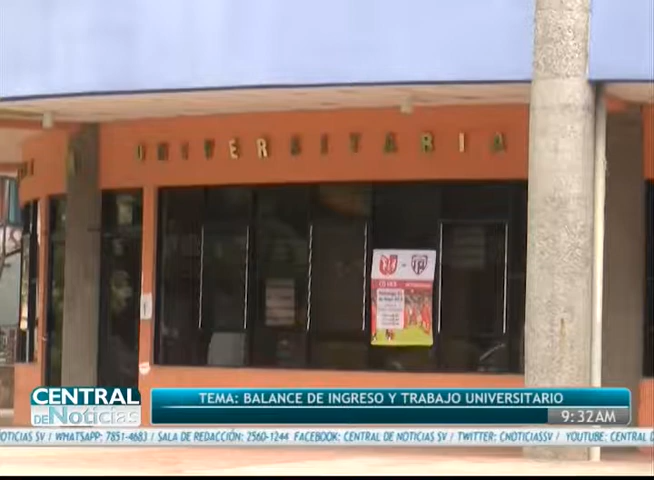 UNIVERSITARIA
CENTRAL
DE Noticias
TEMA: BALANCE DE INGRESO Y TRABAJO UNIVERSITARIO
9:32AM
NOTICIAS SV / WHATSAPP: 7851-4683 / SALA DE REDACCIÓN: 2560-1244 FACEBOOK: CENTRAL DE NOTICIAS SV / TWITTER: CNOTICIASSV / YOUTUBE: CENTRAL D